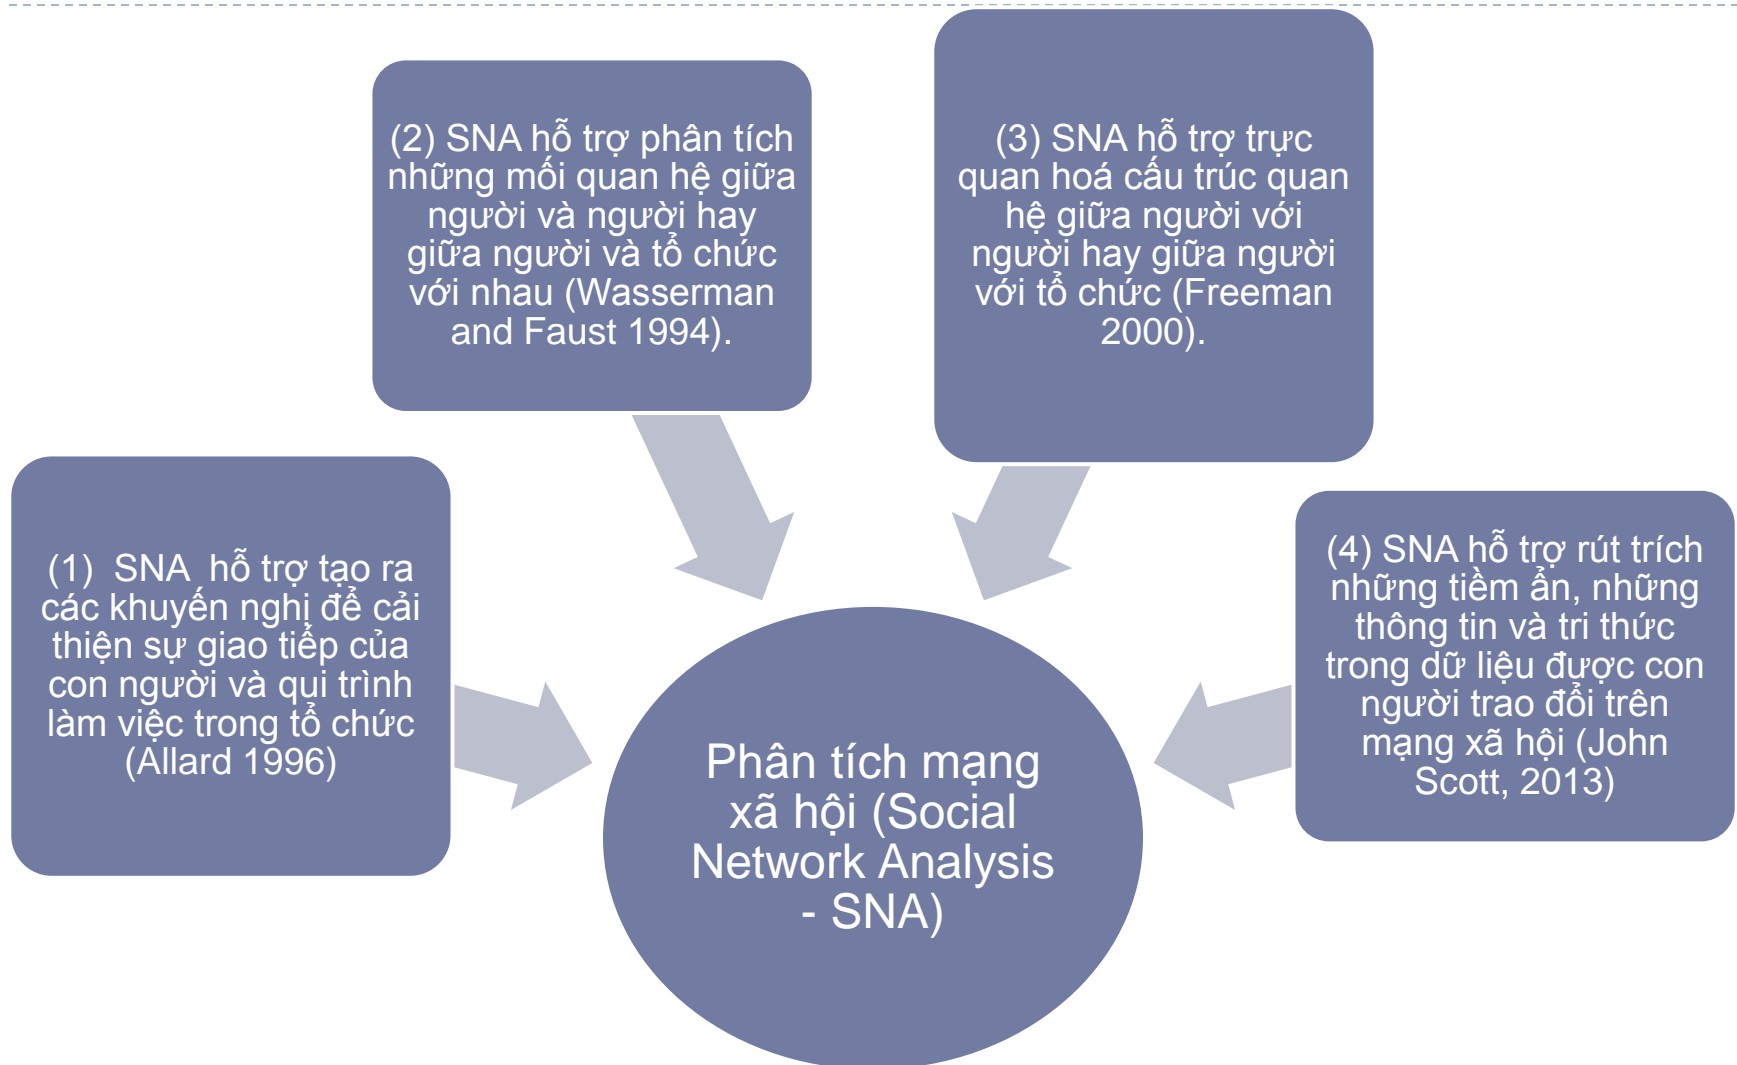 (1) SNA hỗ trợ tạo ra
các khuyến nghị để cải
thiện sự giao tiếp của
con người và qui trình
làm việc trong tổ chức
(Allard 1996)
(2) SNA hỗ trợ phân tích
những mối quan hệ giữa
người và người hay
giữa người và tổ chức
với nhau (Wasserman
and Faust 1994).
(3) SNA hỗ trợ trực
quan hoá cấu trúc quan
hệ giữa người với
người hay giữa người
với tổ chức (Freeman
2000).
(4) SNA hỗ trợ rút trích
những tiềm ẩn, những
thông tin và tri thức
trong dữ liệu được con
người trao đổi trên
mạng xã hội (John
Scott, 2013)
Phân tích mạng
xã hội (Social
Network Analysis
- SNA)